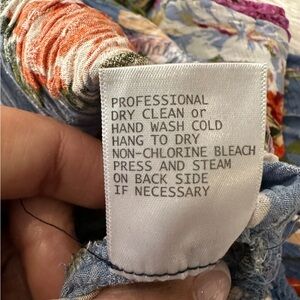 PROFESSIONAL
DRY CLEAN or
HAND WASH COLD
HANG TO DRY
NON-CHLORINE BLEACH
PRESS AND STEAM
ON BACK SIDE
IF NECESSARY